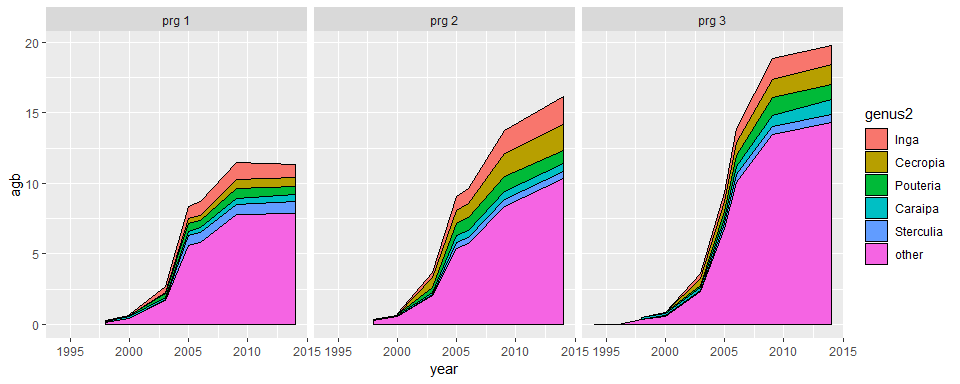 prg 1 prg 2 prg 3
20
15
10
5
0
agb
1995 2000 2005 2010 2015 1995 2000 2005 2010 2015 1995 2000 2005 2010 2015
year
genus2
Inga
Cecropia
Pouteria
Caraipa
Sterculia
other